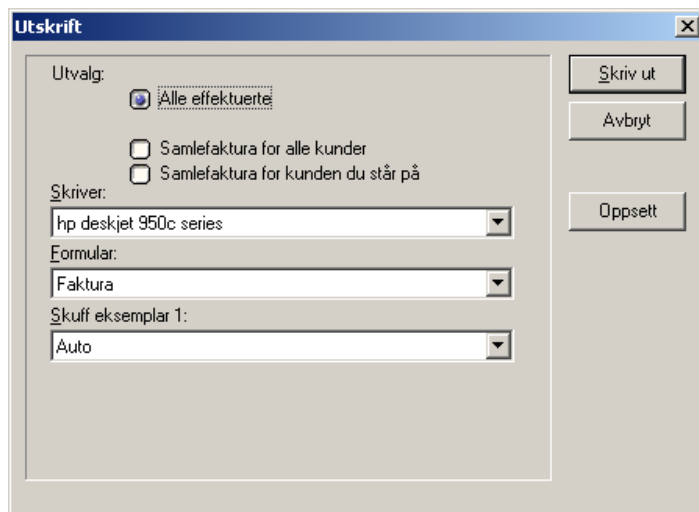 Utskrift
Utvalg:
Alle effektuerte
Samlefaktura for alle kunder
Samlefaktura for kunden du står på
Skriver:
hp deskjet 950c series
Formular:
Faktura
Skuff eksemplar 1:
Auto
Skriv ut
Avbryt
Oppsett